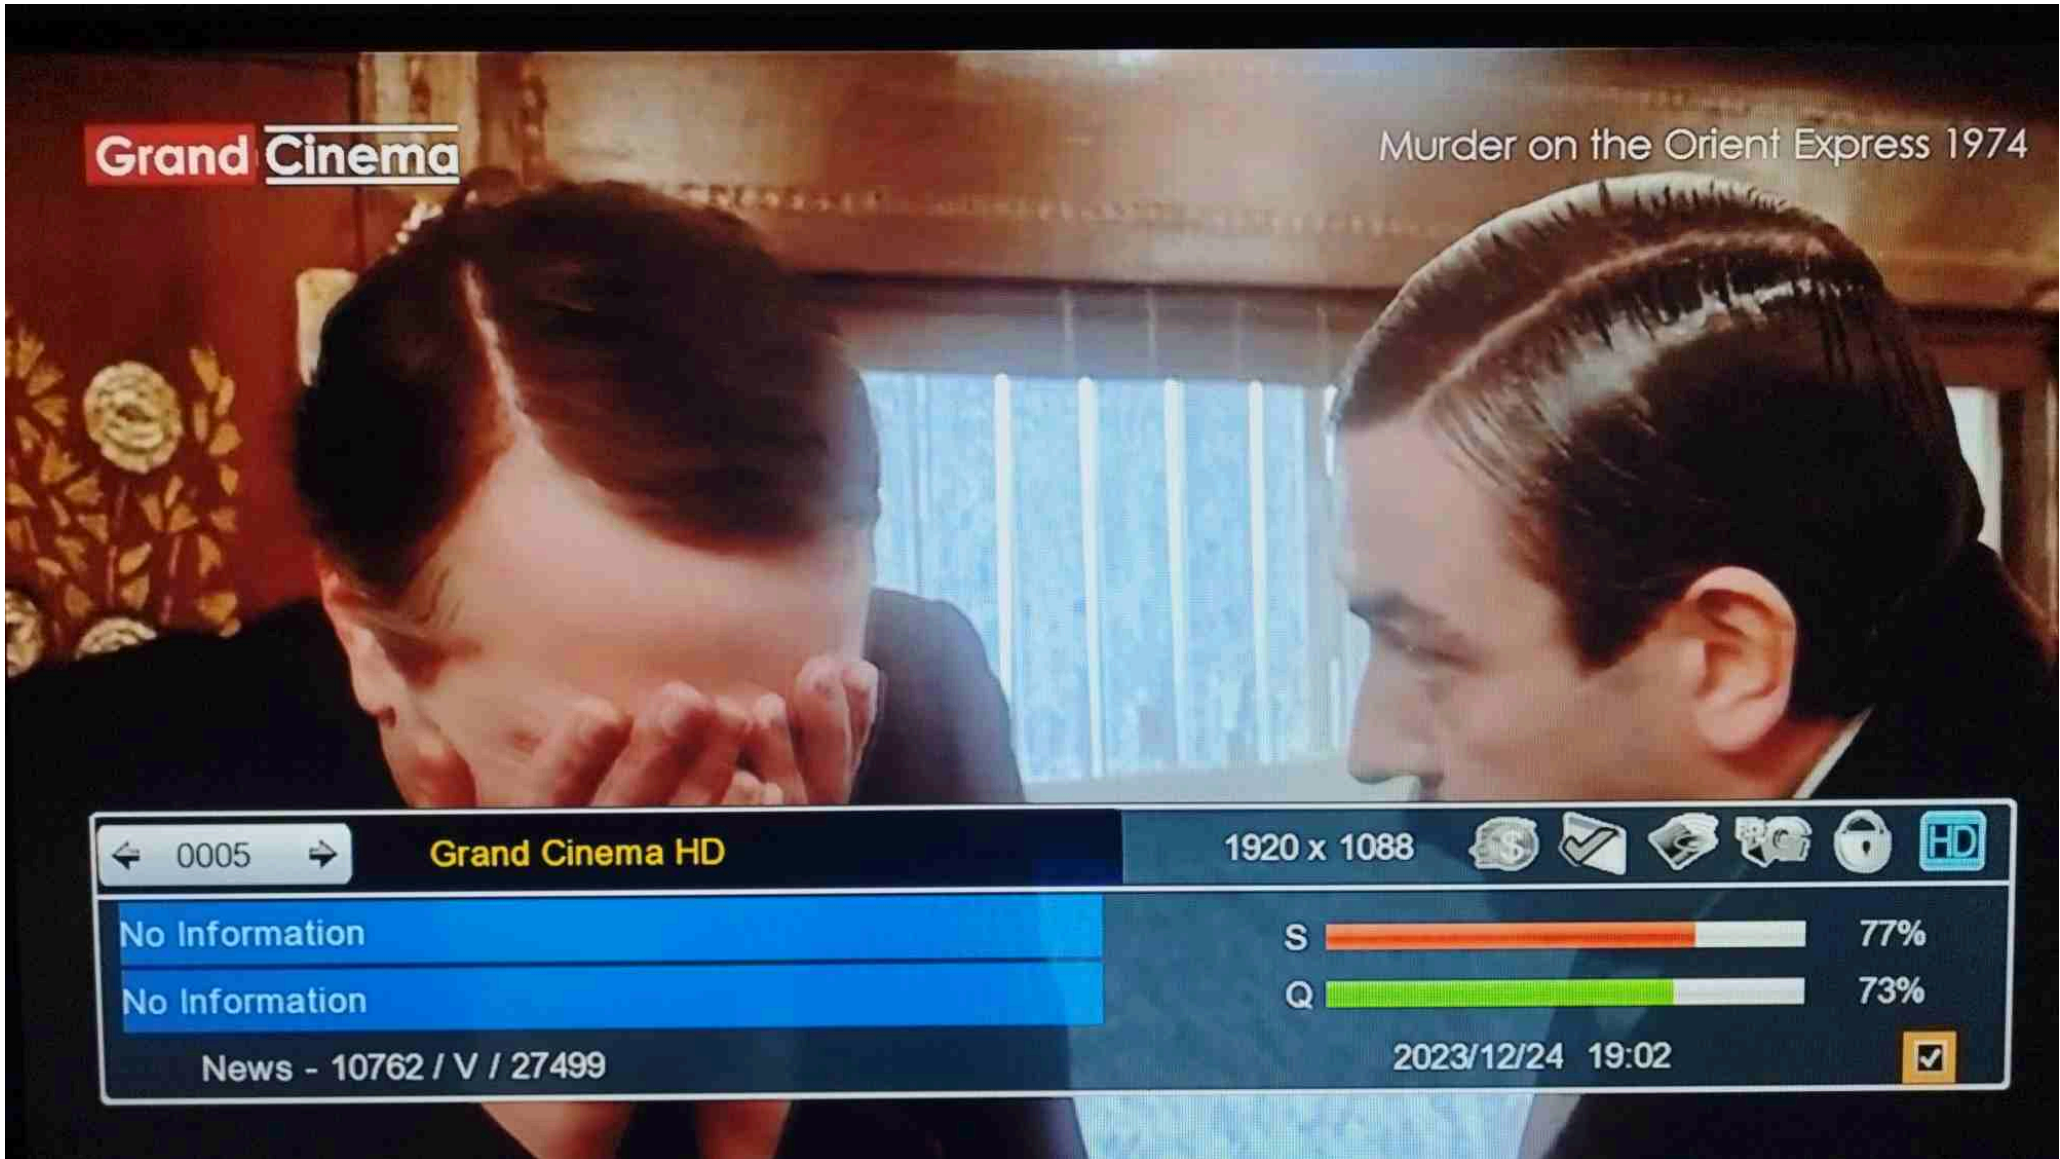 Grand Cinema
Murder on the Orient Express 1974
0005
Grand Cinema HD
1920 x 1088
HD
No Information
S 77%
No Information
Q 73%
News - 10762 / V / 27499
2023/12/24 19:02